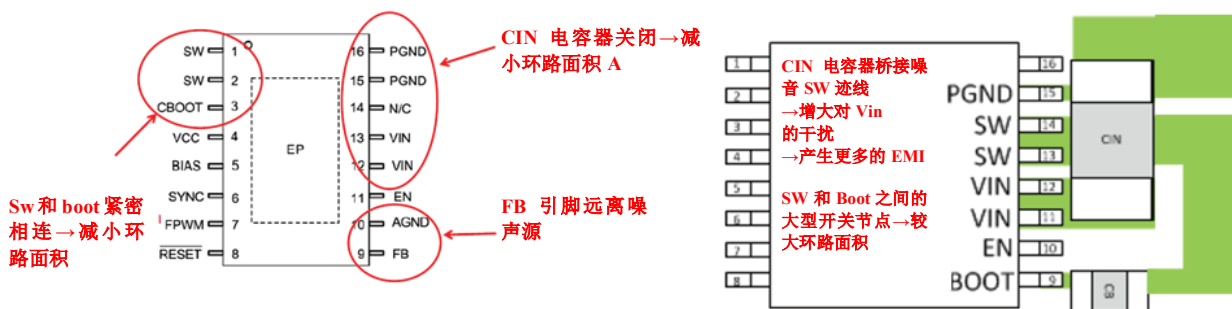 SW 1
SW 2
CBOOT 3
VCC 4
BIAS 5
SYNC 6
FPWM 7
RESET 8
EP
16 PGND
15 PGND
14 N/C
13 VIN
12 VIN
11 EN
10 AGND
9 FB
CIN 电容器关闭→减
小环路面积 A
Sw和 boot 紧密
相连→减小环
路面积
FB 引脚远离噪
声源
1
2
3
4
5
6
7
8
CIN 电容器桥接噪
音 SW 迹线
→增大对 Vin
的干扰
→产生更多的 EMI
SW 和 Boot 之间的
大型开关节点→较
大环路面积
16
PGND 15
SW 14
SW 13
VIN 12
VIN 11
EN 10
BOOT 9
CIN
CB